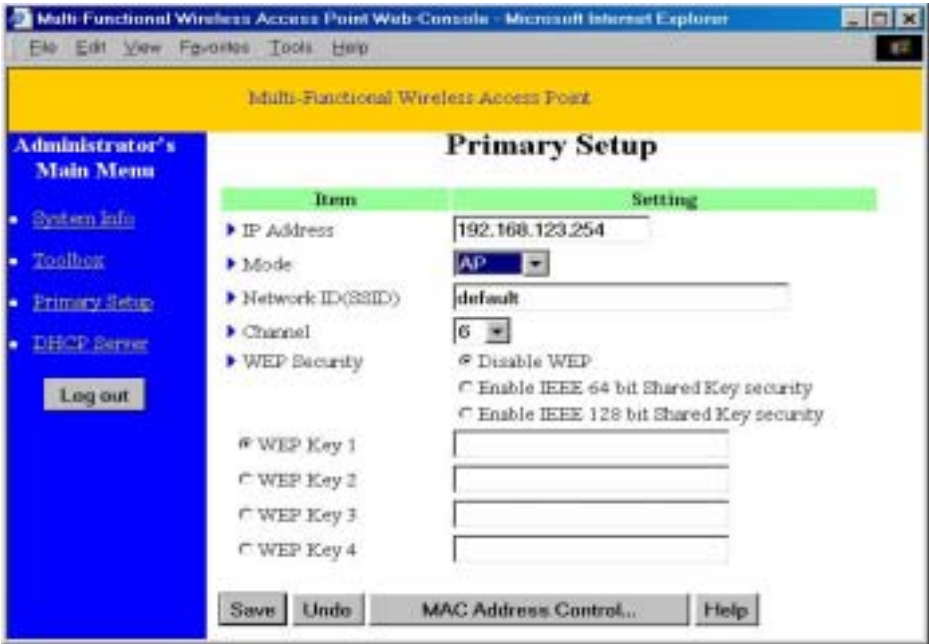 Multi-Functional Wireless Access Point Web-Console - Microsoft Internet Explorer
File Edit View Favorites Tools Help
Multi-Functional Wireless Access Point
Administrator's
Main Menu
System Info
Toolbox
Primary Setup
DHCP Server
Log out
Primary Setup
Item Setting
IP Address 192.168.123.254
Mode AP
Network ID(SSID) default
Channel 6
WEP Security Disable WEP
Enable IEEE 64 bit Shared Key security
Enable IEEE 128 bit Shared Key security
WEP Key 1
WEP Key 2
WEP Key 3
WEP Key 4
Save Undo MAC Address Control... Help